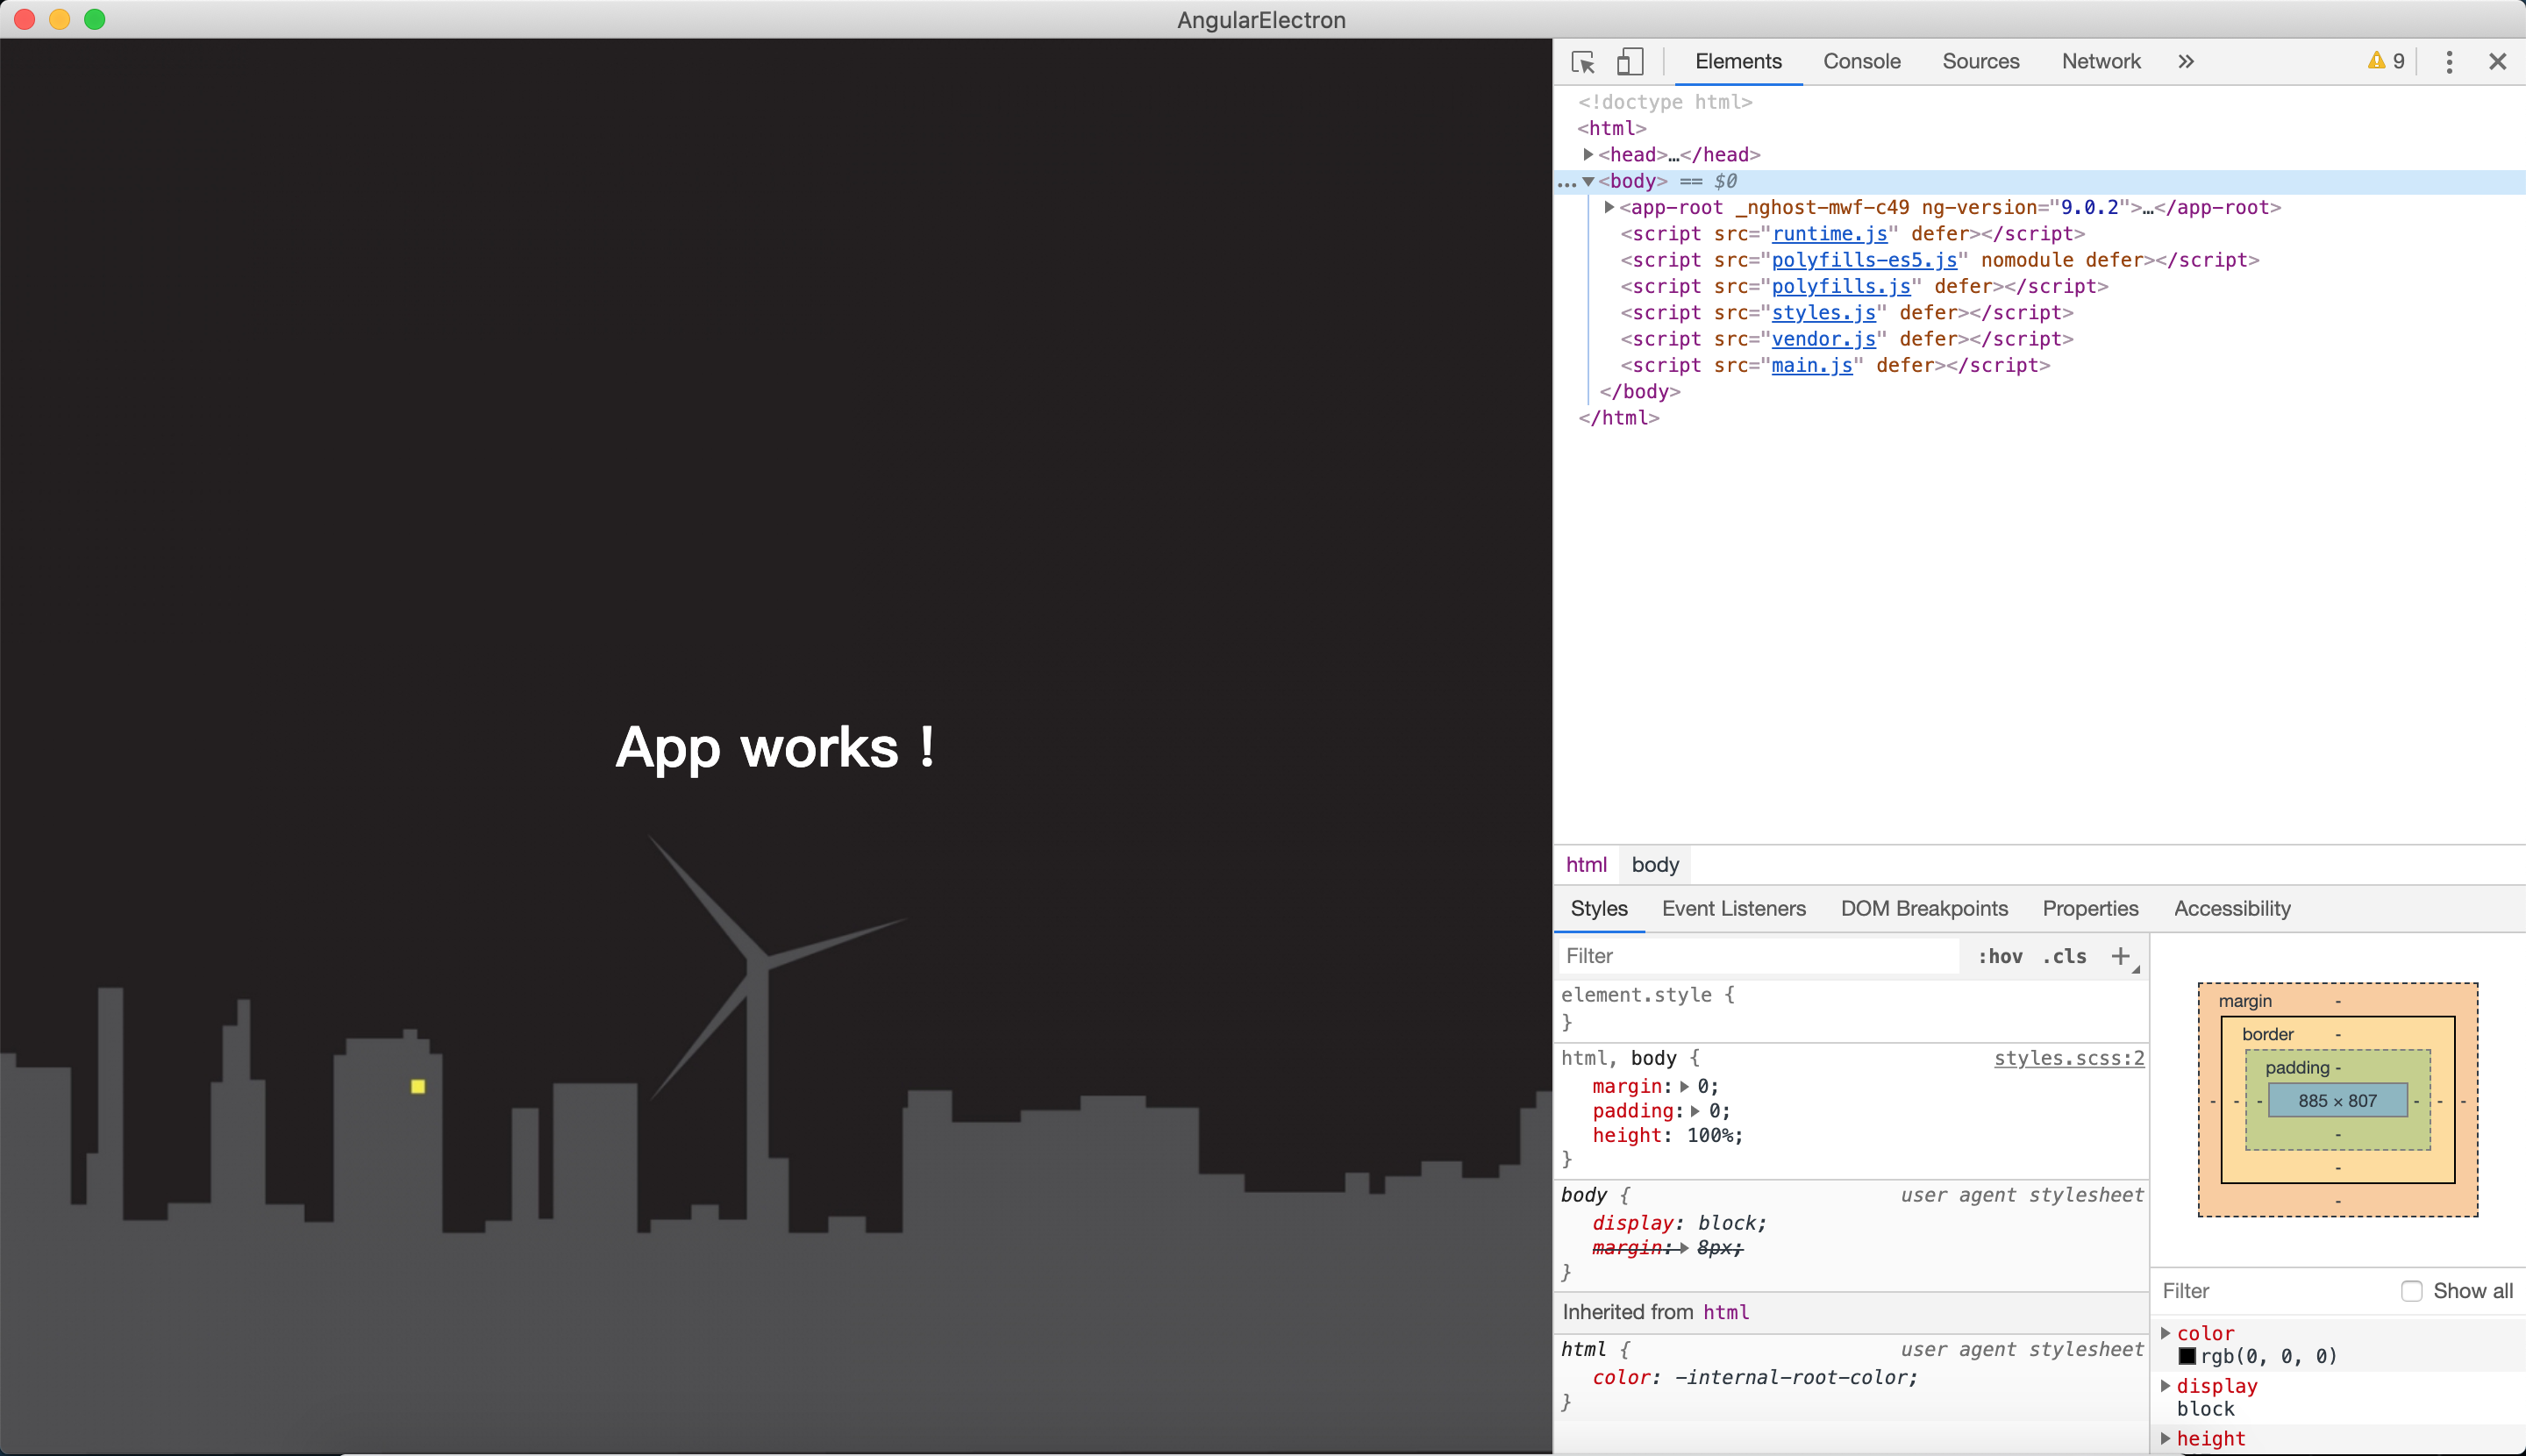 AngularElectron
App works !
Elements Console Sources Network » 9
<!doctype html>
<html>
<head>…</head>
… <body> == $0
<app-root _nghost-mwf-c49 ng-version="9.0.2">…</app-root>
<script src="runtime.js" defer></script>
<script src="polyfills-es5.js" nomodule defer></script>
<script src="polyfills.js" defer></script>
<script src="styles.js" defer></script>
<script src="vendor.js" defer></script>
<script src="main.js" defer></script>
</body>
</html>
html body
Styles Event Listeners DOM Breakpoints Properties Accessibility
Filter :hov .cls +
element.style {
}
html, body { styles.scss:2
margin: 0;
padding: 0;
height: 100%;
}
body { user agent stylesheet
display: block;
margin: 8px;
}
Inherited from html
html { user agent stylesheet
color: -internal-root-color;
}
margin -
border -
padding -
- - - 885 × 807 - - -
-
-
-
Filter Show all
color
rgb(0, 0, 0)
display
block
height